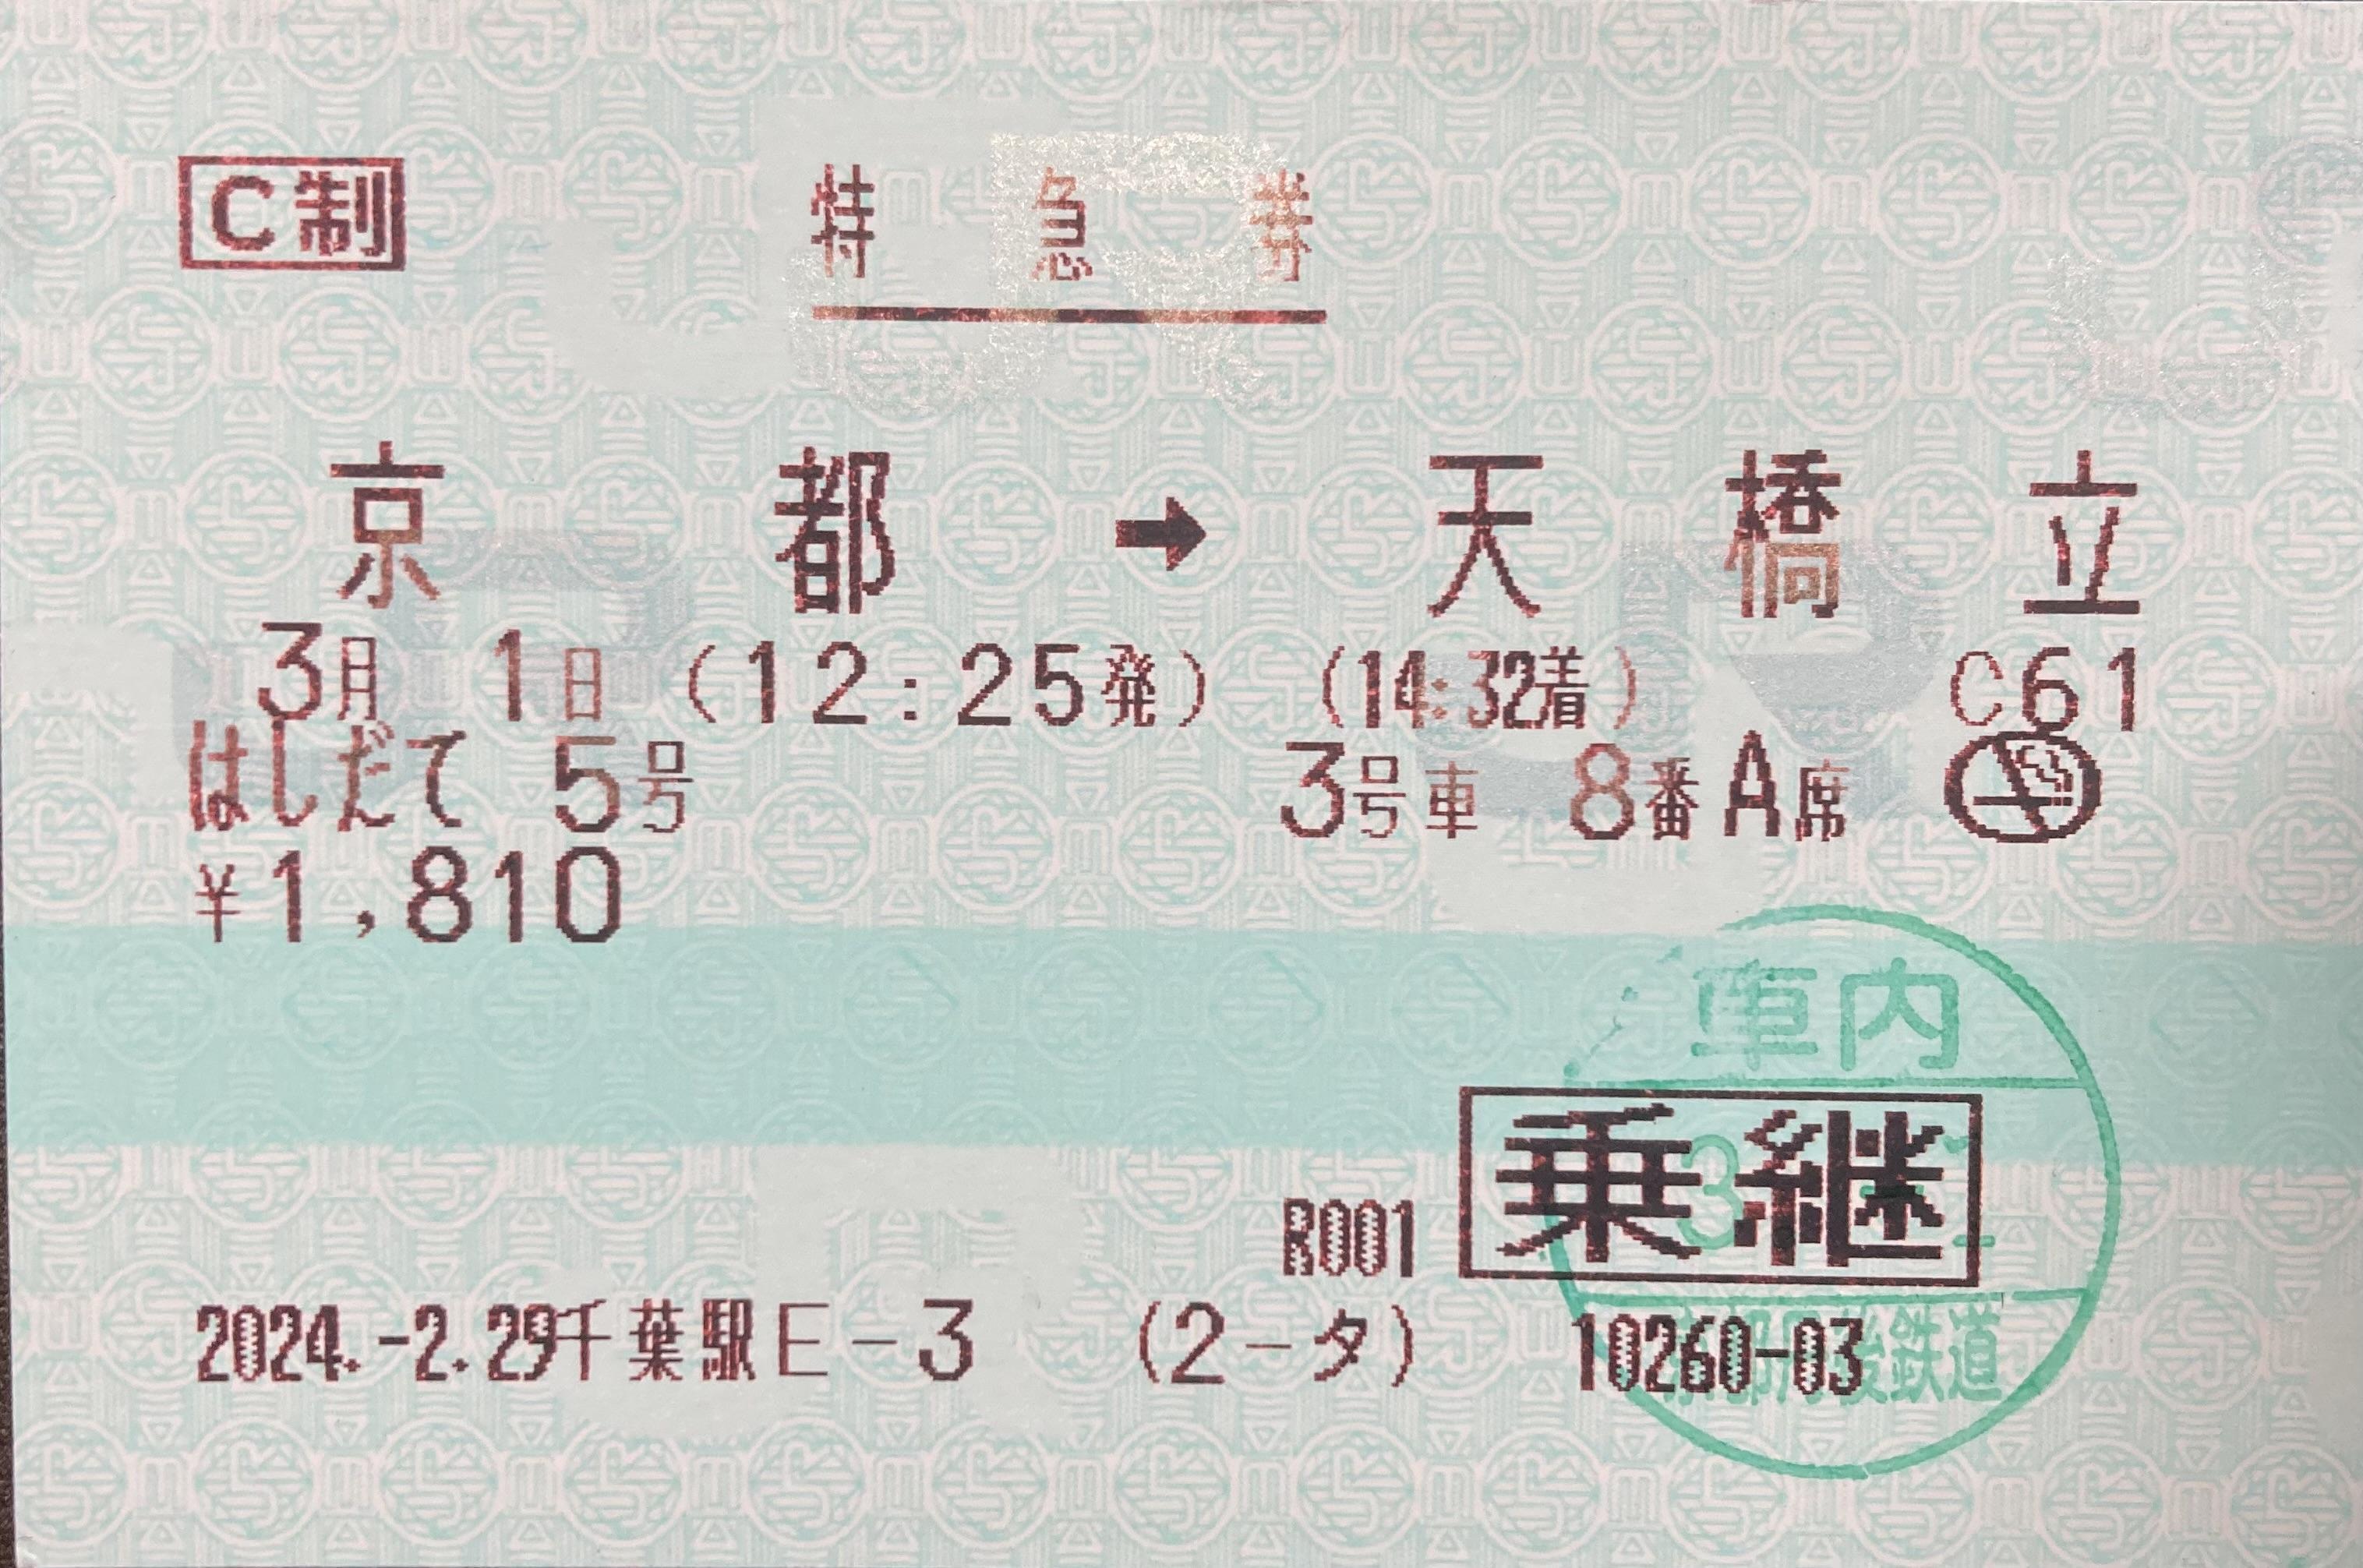 C制
特急券
京都➡天橋立
3月 1日 (12:25発) (14:32着) C61
はしだて 5号 3号車 8番A席
¥1,810
車内
乗継
3
R001
2024.-2.29千葉駅E-3 (2-タ) 10260-03
後鉄道